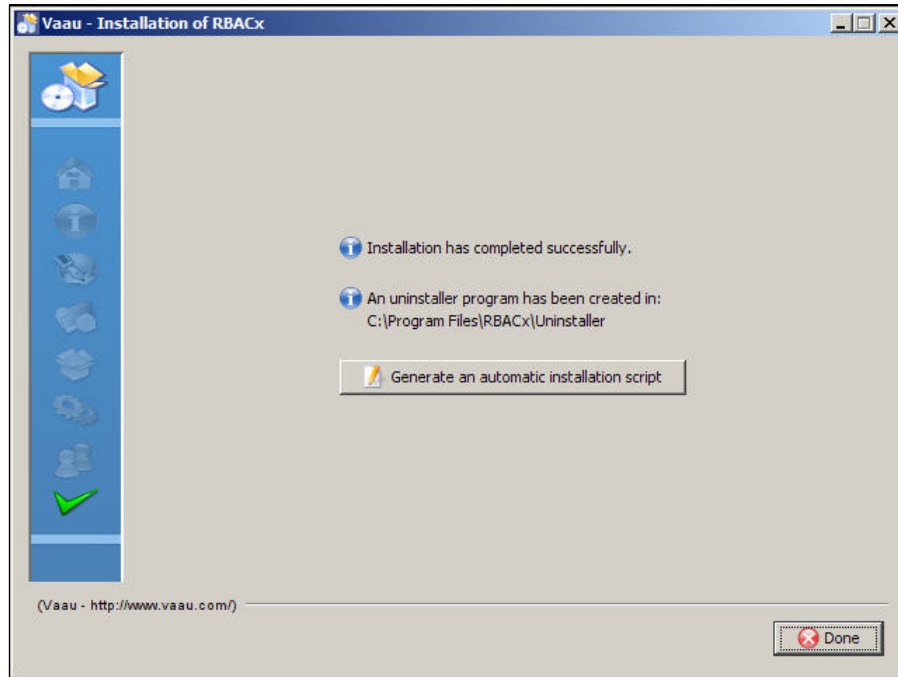 Vaau - Installation of RBACx
Installation has completed successfully.
An uninstaller program has been created in:
C:\Program Files\RBACx\Uninstaller
Generate an automatic installation script
(Vaau - http://www.vaau.com/)
Done